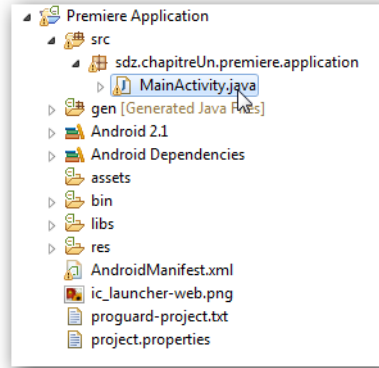 Premiere Application
src
sdz.chapitreUn.premiere.application
MainActivity.java
gen [Generated Java Files]
Android 2.1
Android Dependencies
assets
bin
libs
res
AndroidManifest.xml
ic_launcher-web.png
proguard-project.txt
project.properties